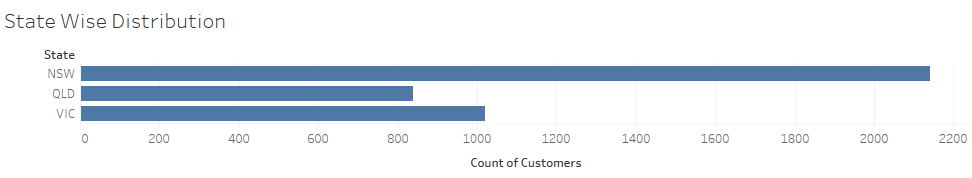 State Wise Distribution
State
NSW
QLD
VIC
0 200 400 600 800 1000 1200 1400 1600 1800 2000 2200
Count of Customers